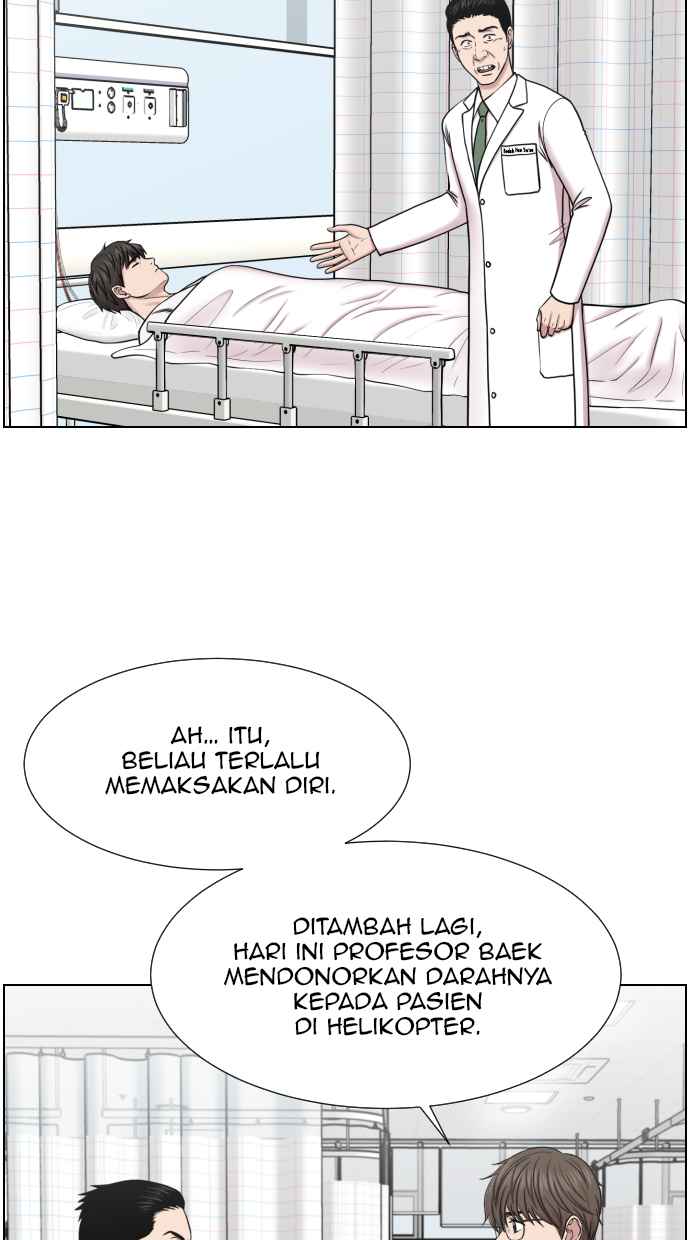 AH... ITU,
BELIAU TERLALU
MEMAKSAKAN DIRI.
DITAMBAH LAGI,
HARI INI PROFESOR BAEK
MENDONORKAN DARAHNYA
KEPADA PASIEN
DI HELIKOPTER.